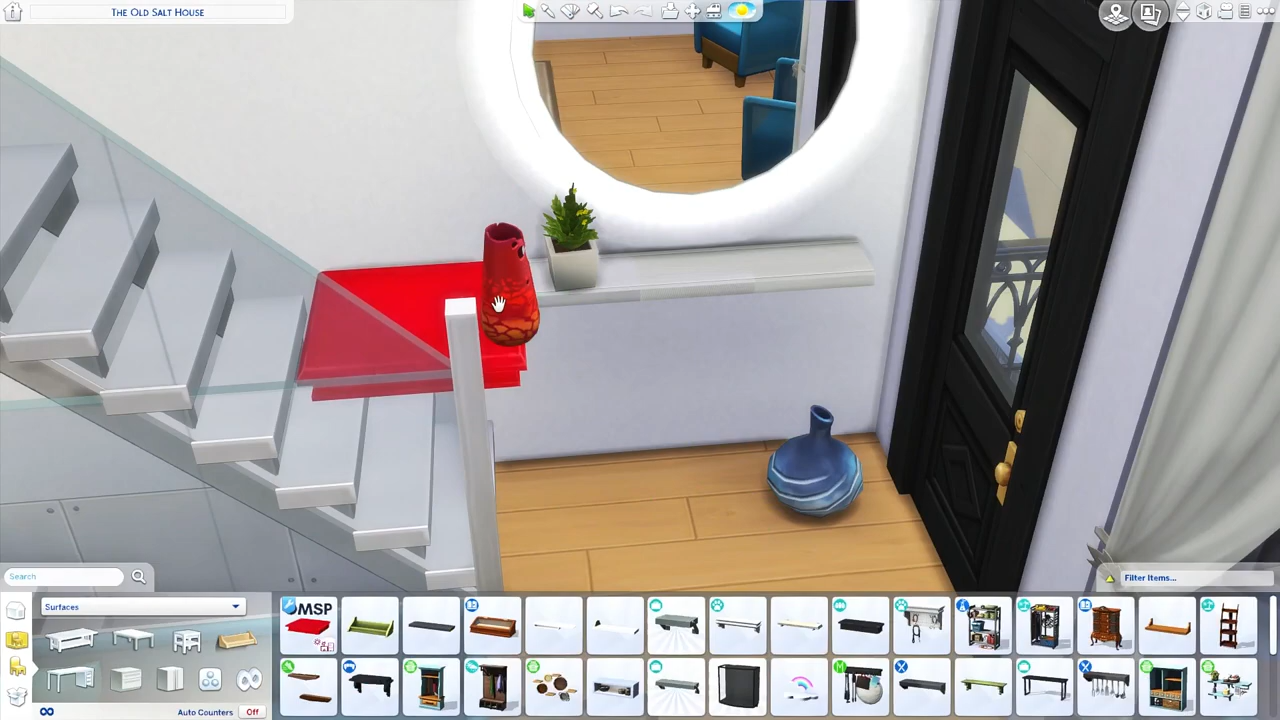 THE OLD SALT HOUSE
Search
Filter Items...
Surfaces
MSP
Auto Counters Off